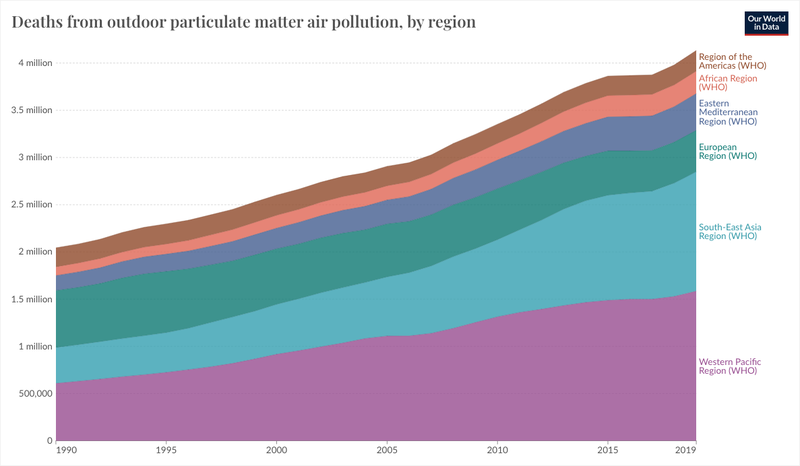 Deaths from outdoor particulate matter air pollution, by region
Our World
in Data
4 million
3.5 million
3 million
2.5 million
2 million
1.5 million
1 million
500,000
0
1990
1995
2000
2005
2010
2015
2019
Region of the
Americas (WHO)
African Region
(WHO)
Eastern
Mediterranean
Region (WHO)
European
Region (WHO)
South-East Asia
Region (WHO)
Western Pacific
Region (WHO)